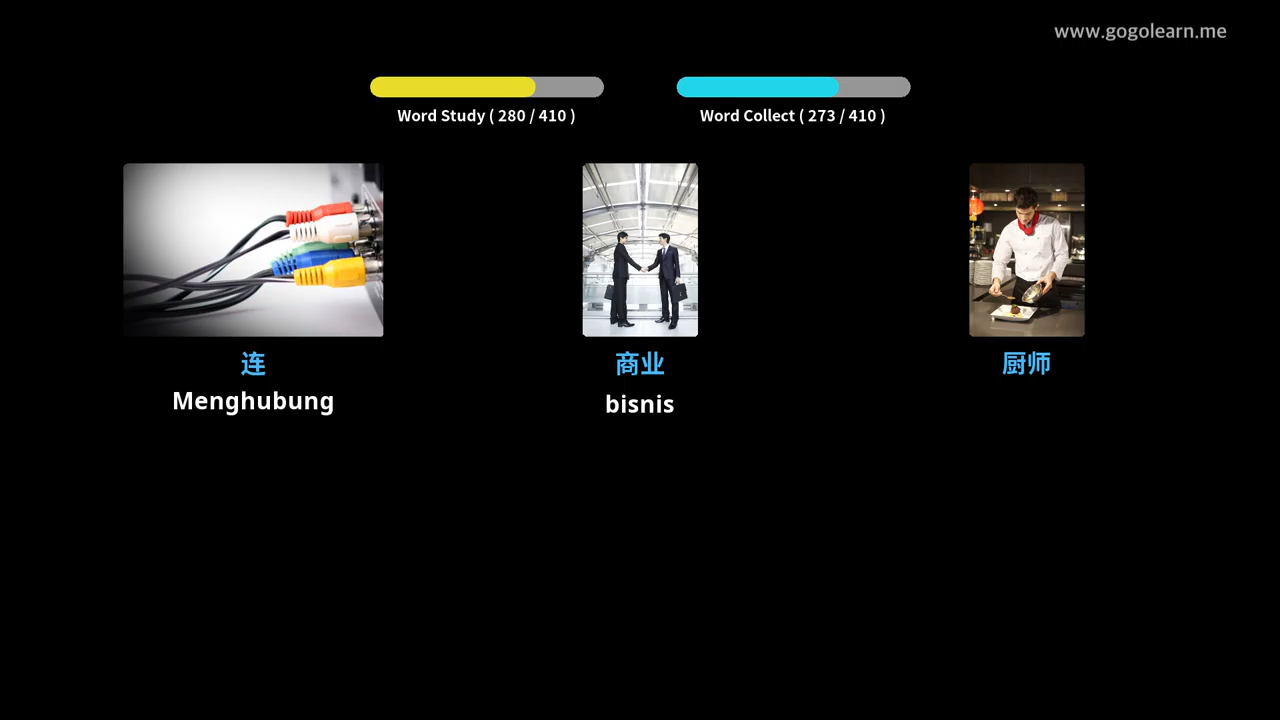 www.gogolearn.me
Word Study ( 280 / 410 )
Word Collect ( 273 / 410 )
连
商业
厨师
Menghubung
bisnis